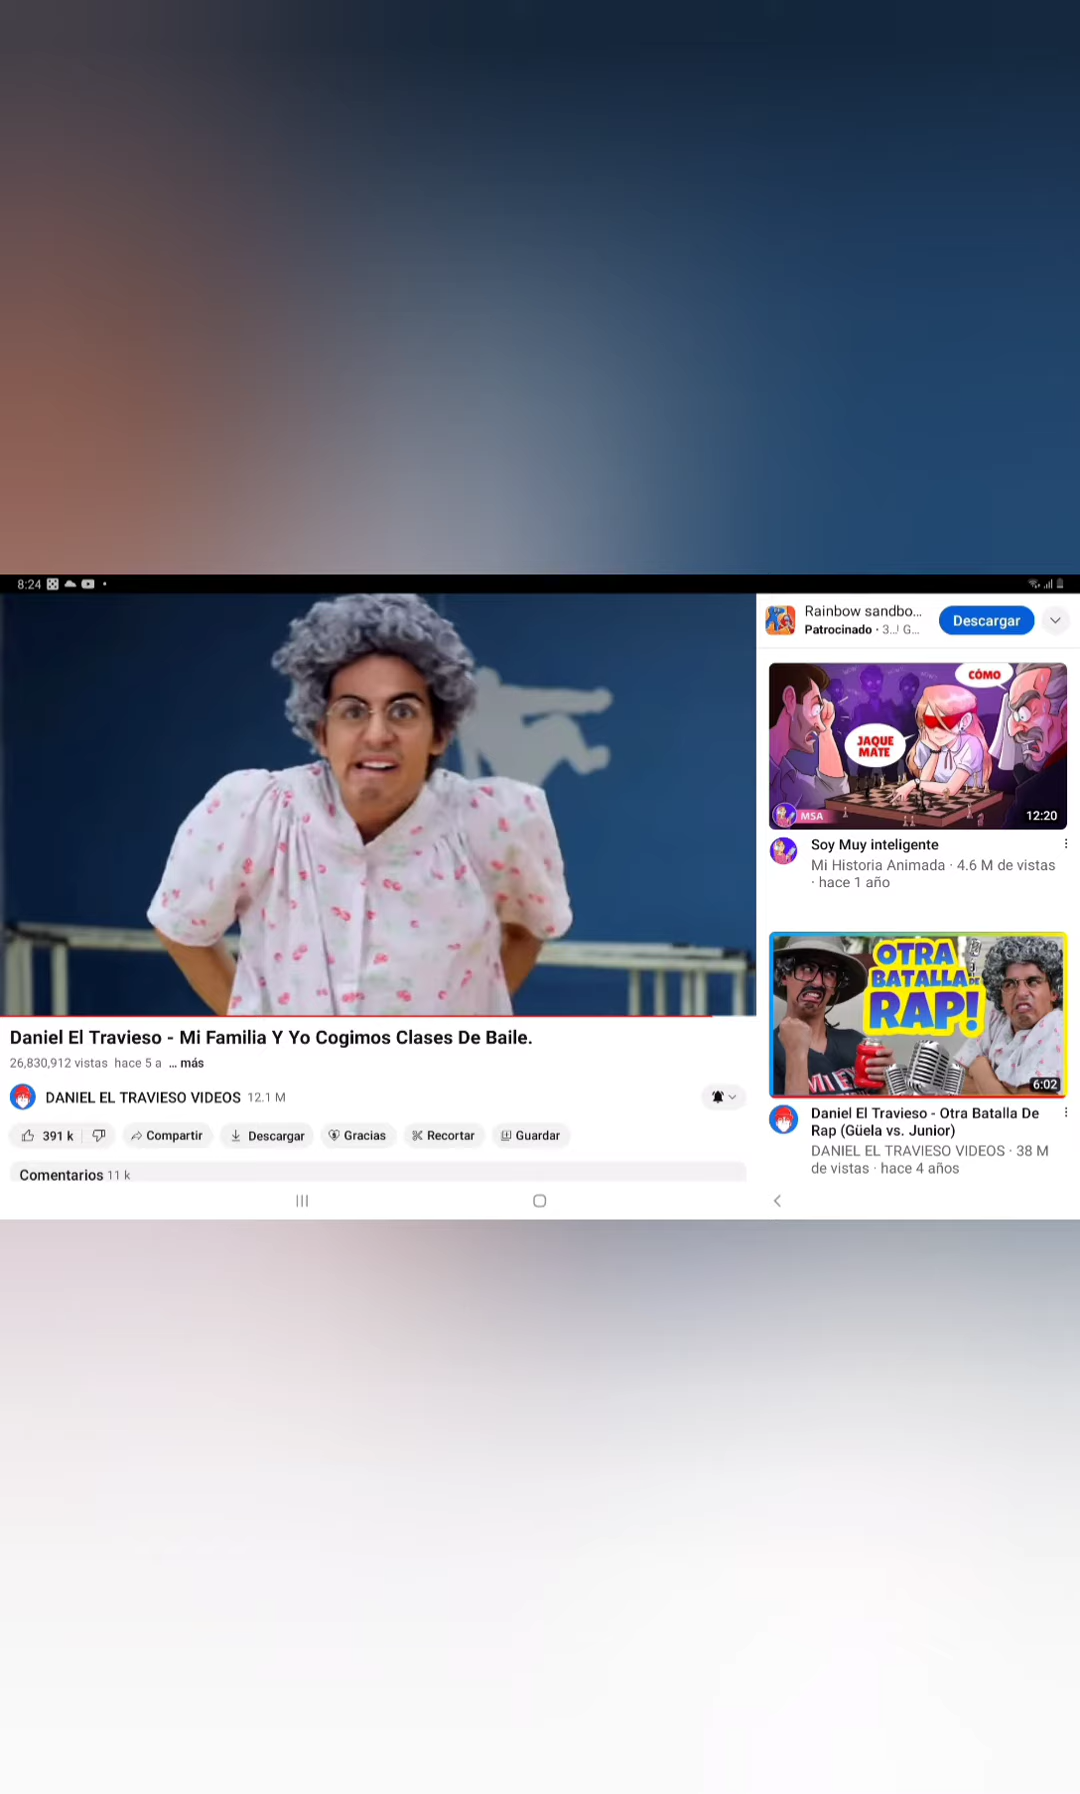 8:24
Rainbow sandbo...
Patrocinado ·
Descargar
CÓMO
JAQUE
MATE
MSA
12:20
Soy Muy inteligente
Mi Historia Animada · 4.6 M de vistas
· hace 1 año
OTRA
BATALLA DE
RAP!
6:02
Daniel El Travieso - Otra Batalla De
Rap (Güela vs. Junior)
DANIEL EL TRAVIESO VIDEOS · 38 M
de vistas · hace 4 años
Daniel El Travieso - Mi Familia Y Yo Cogimos Clases De Baile.
26,830,912 vistas hace 5 a ... más
DANIEL EL TRAVIESO VIDEOS 12.1 M
391 k
Compartir
Descargar
Gracias
Recortar
Guardar
Comentarios 11 k